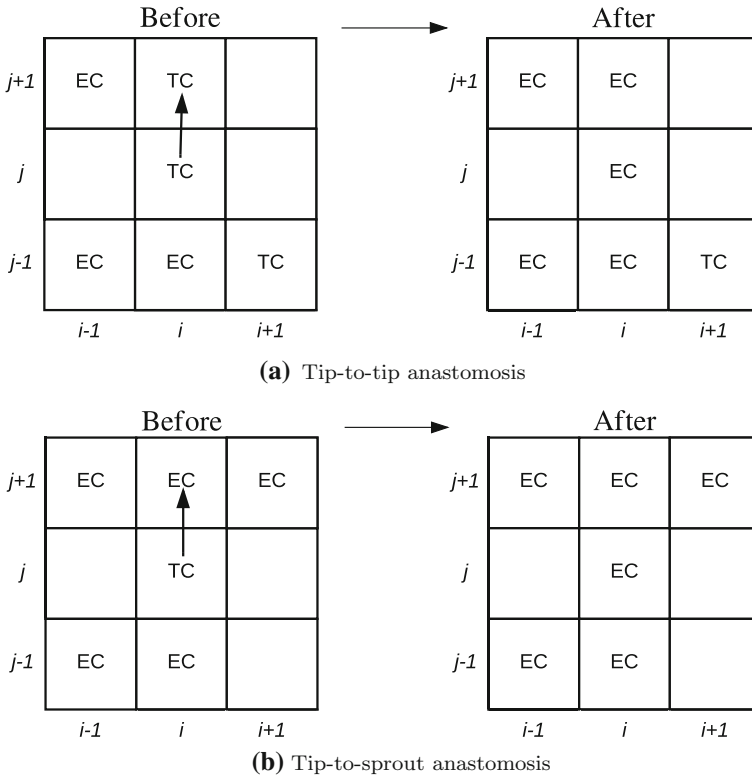 Before After
j+1 EC TC EC EC
j TC EC
j-1 EC EC TC EC EC TC
i-1 i i+1 i-1 i i+1
(a) Tip-to-tip anastomosis
Before After
j+1 EC EC EC j+1 EC EC EC
j TC j EC
j-1 EC EC j-1 EC EC
i-1 i i+1 i-1 i i+1
(b) Tip-to-sprout anastomosis